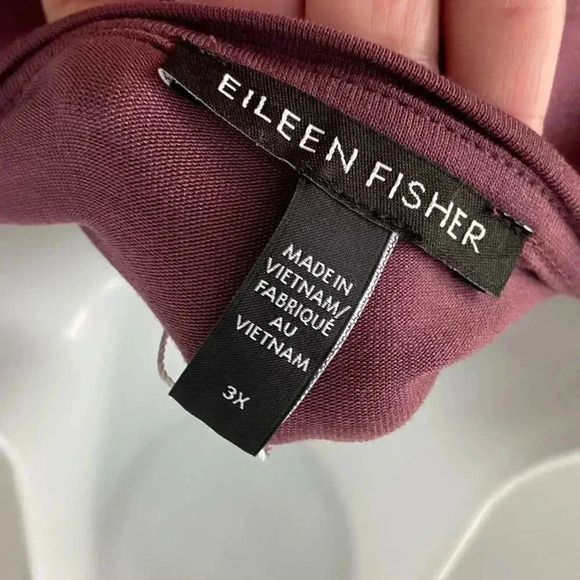 EILEEN FISHER
MADE IN
VIETNAM/
FABRIQUÉ
AU
VIETNAM
3X